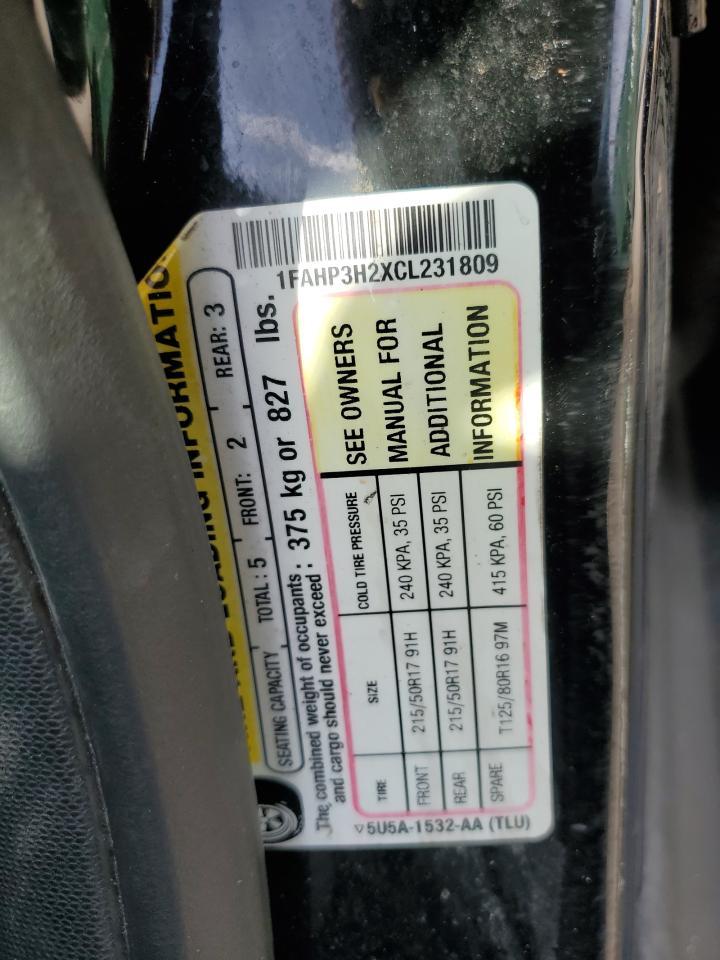 LOADING INFORMATIO
SEATING CAPACITY TOTAL: 5 FRONT: 2 REAR: 3
The combined weight of occupants and cargo should never exceed: 375 kg or 827 lbs.
1FAHP3H2XCL231809
TIRE SIZE COLD TIRE PRESSURE
FRONT 215/50R17 91H 240 KPA, 35 PSI
REAR 215/50R17 91H 240 KPA, 35 PSI
SPARE T125/80R16 97M 415 KPA, 60 PSI
SEE OWNERS
MANUAL FOR
ADDITIONAL
INFORMATION
5U5A-1532-AA (TLU)